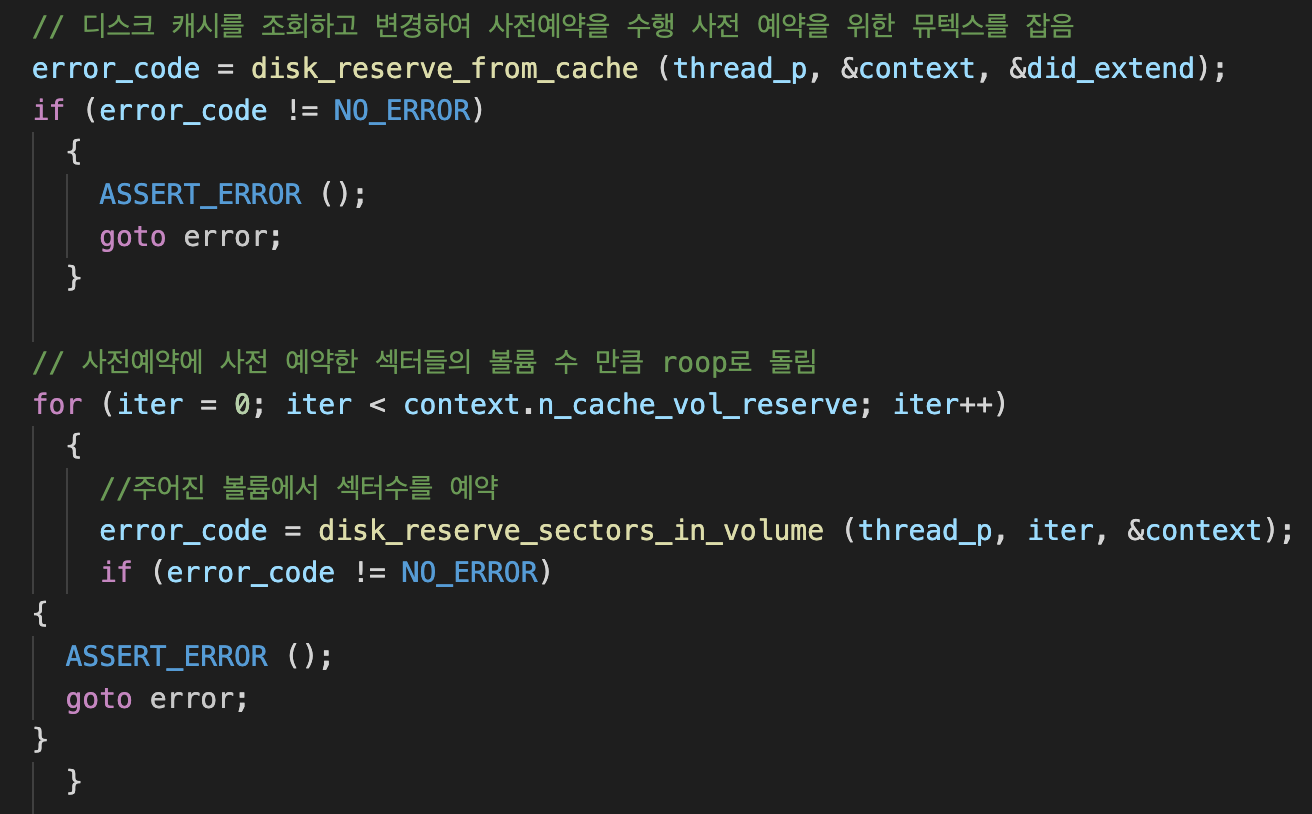 // 디스크 캐시를 조회하고 변경하여 사전예약을 수행 사전 예약을 위한 뮤텍스를 잡음
error_code = disk_reserve_from_cache (thread_p, &context, &did_extend);
if (error_code != NO_ERROR)
{
ASSERT_ERROR ();
goto error;
}
// 사전예약에 사전 예약한 섹터들의 볼륨 수 만큼 roop로 돌림
for (iter = 0; iter < context.n_cache_vol_reserve; iter++)
{
//주어진 볼륨에서 섹터수를 예약
error_code = disk_reserve_sectors_in_volume (thread_p, iter, &context);
if (error_code != NO_ERROR)
{
ASSERT_ERROR ();
goto error;
}
}